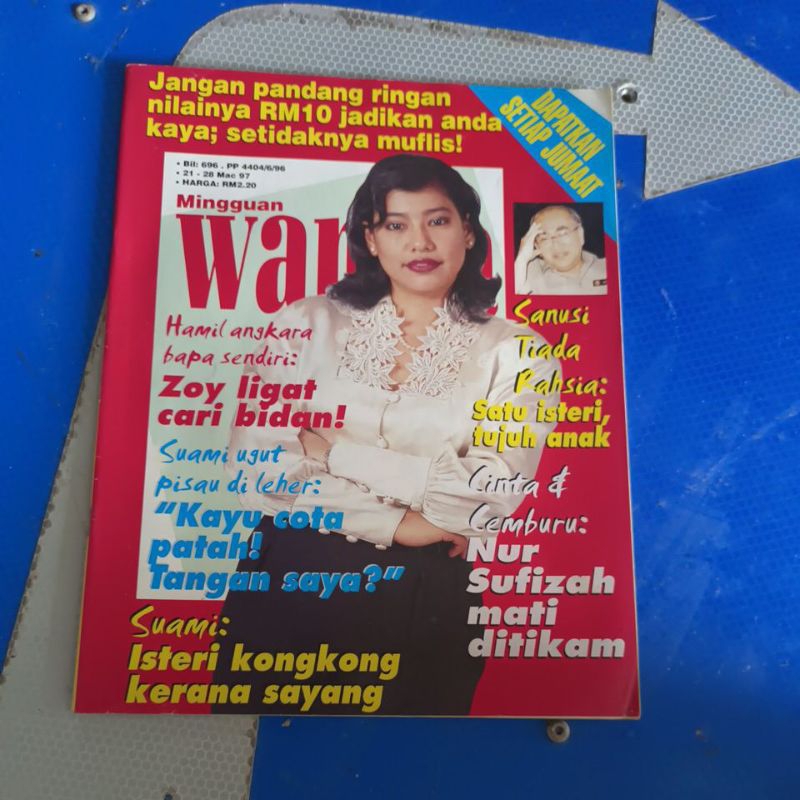 Jangan pandang ringan
nilainya RM10 jadikan anda
kaya; setidaknya muflis!
DAPATKAN
SETIAP JUMAAT
• Bil: 696 . PP 4404/6/96
• 21 - 28 Mac 97
• HARGA: RM2.20
Mingguan
wan
Hamil angkara
bapa sendiri:
Zoy ligat
cari bidan!
Suami ugut
pisau di leher:
"Kayu cota
patah!
Tangan saya?"
Suami:
Isteri kongkong
kerana sayang
Sanusi
Tiada
Rahsia:
Satu isteri,
tujuh anak
Cinta &
Cemburu:
Nur
Sufizah
mati
ditikam